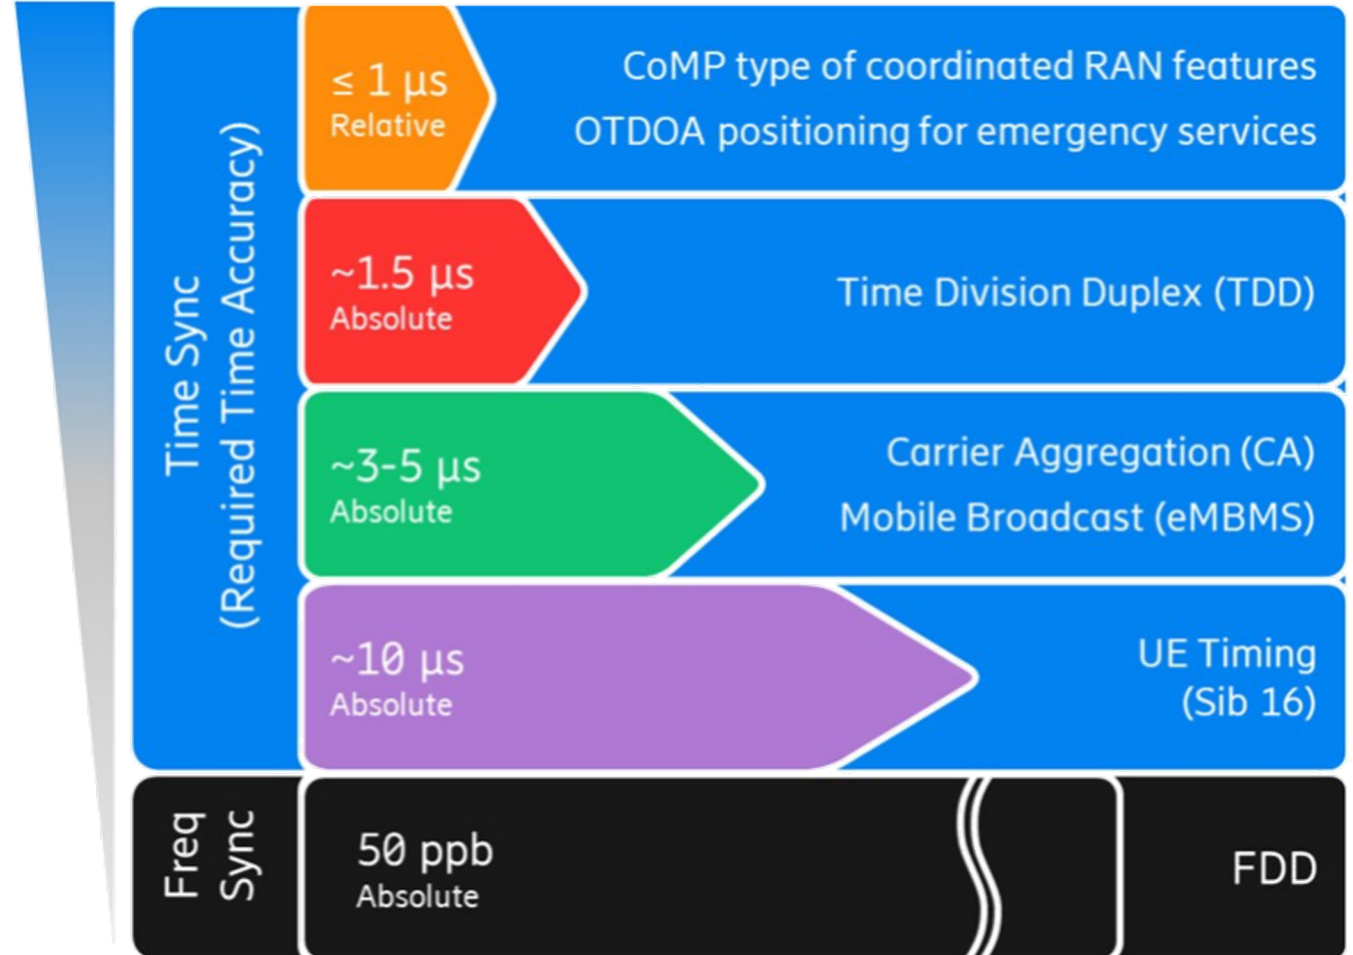 Time Sync
(Required Time Accuracy)
≤ 1 µs
Relative
CoMP type of coordinated RAN features
OTDOA positioning for emergency services
~1.5 µs
Absolute
Time Division Duplex (TDD)
~3-5 µs
Absolute
Carrier Aggregation (CA)
Mobile Broadcast (eMBMS)
~10 µs
Absolute
UE Timing
(Sib 16)
Freq
Sync
50 ppb
Absolute
FDD